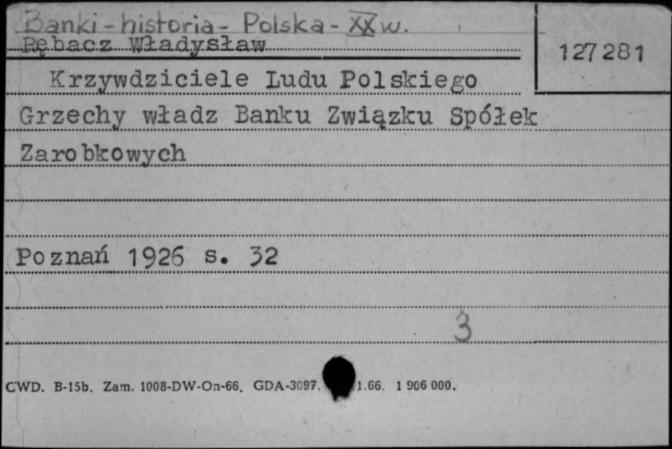 Banki - historia - Polska - XX w.
Rębacz Władysław
127281
Krzywdziciele Ludu Polskiego
Grzechy władz Banku Związku Spółek
Zarobkowych
Poznań 1926 s. 32
3
CWD. B-15b. Zam. 1008-DW-On-66. GDA-3097. 1.66. 1 906 000.